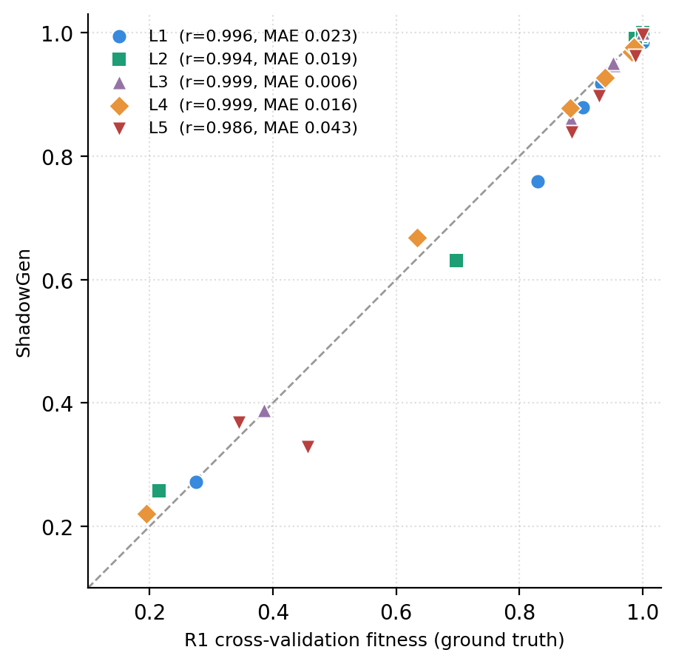 L1 (r=0.996, MAE 0.023)
L2 (r=0.994, MAE 0.019)
L3 (r=0.999, MAE 0.006)
L4 (r=0.999, MAE 0.016)
L5 (r=0.986, MAE 0.043)
1.0
0.8
0.6
0.4
0.2
ShadowGen
0.2 0.4 0.6 0.8 1.0
R1 cross-validation fitness (ground truth)